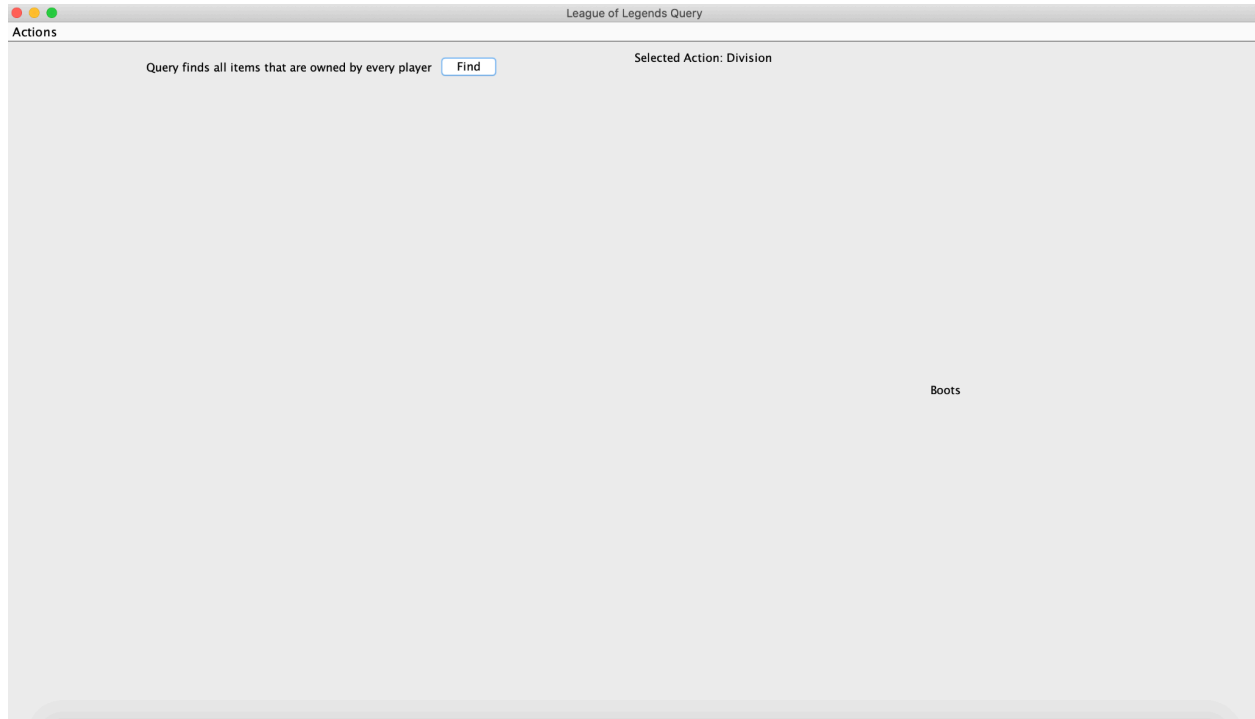 League of Legends Query
Actions
Selected Action: Division
Query finds all items that are owned by every player Find
Boots